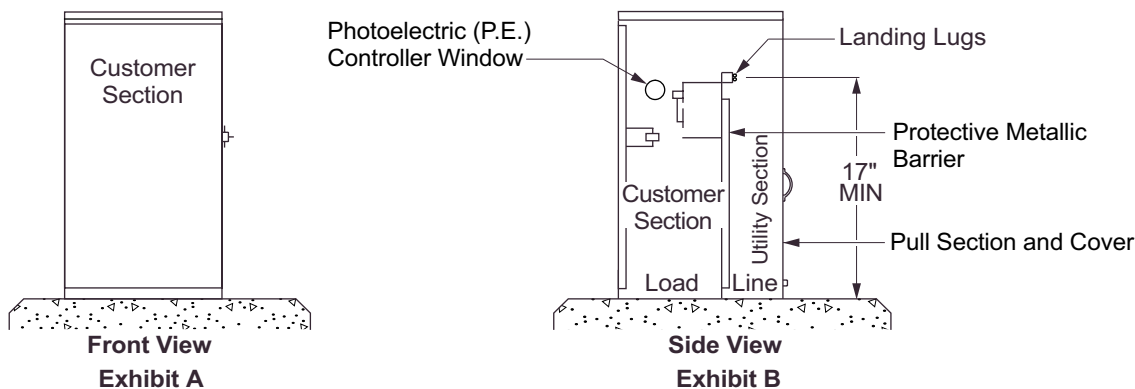 Customer
Section
Front View
Exhibit A
Photoelectric (P.E.)
Controller Window
Landing Lugs
Protective Metallic
Barrier
17"
MIN
Customer
Section
Utility Section
Pull Section and Cover
Load
Line
Side View
Exhibit B